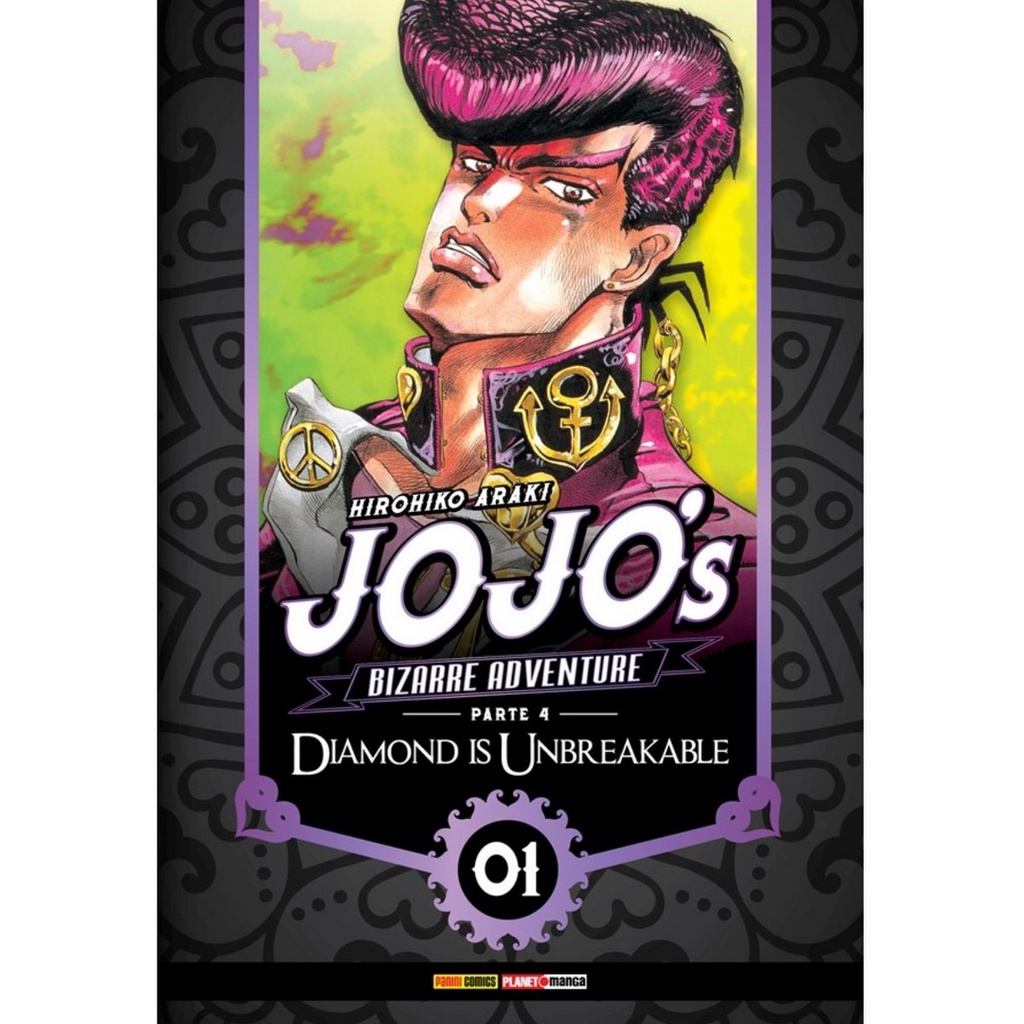 HIROHIKO ARAKI
JOJO's
BIZARRE ADVENTURE
PARTE 4
DIAMOND IS UNBREAKABLE
01
PANINI COMICS PLANET manga